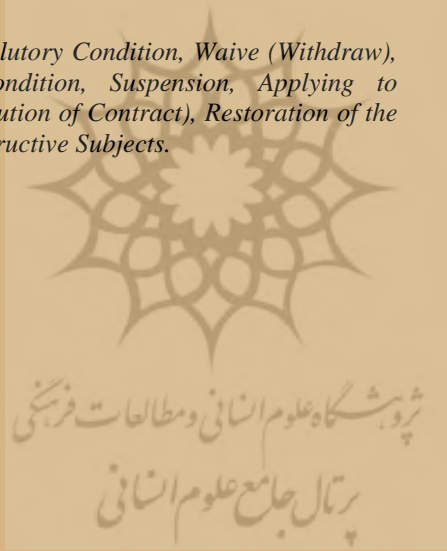 lutory Condition, Waive (Withdraw),
ondition, Suspension, Applying to
ution of Contract), Restoration of the
ructive Subjects.
پژوهشگاه علوم انسانی و مطالعات فرهنگی
پرتال جامع علوم انسانی